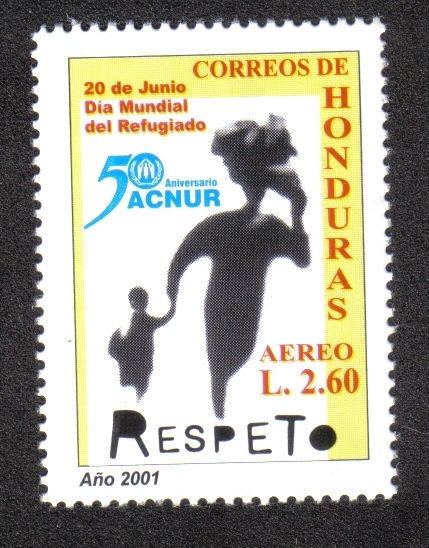 CORREOS DE
HONDURAS
20 de Junio
Día Mundial
del Refugiado
50
Aniversario
ACNUR
AEREO
L. 2.60
RESPETO
Año 2001